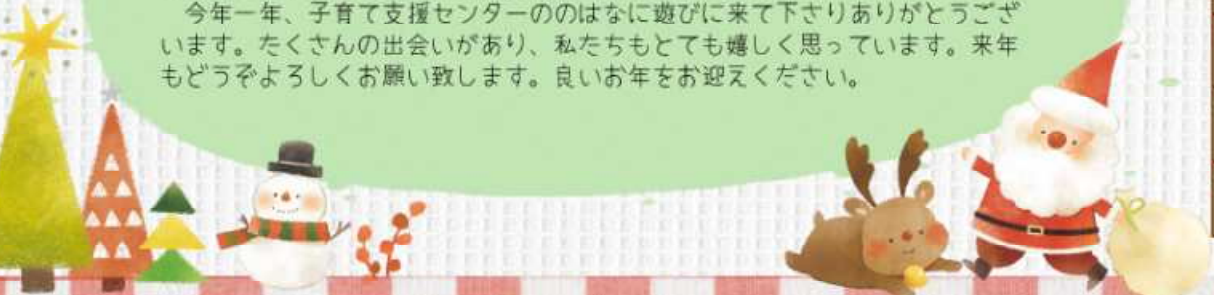 今年一年、子育て支援センターののはなに遊びに来て下さりありがとうござ
います。たくさんの出会いがあり、私たちもとても嬉しく思っています。来年
もどうぞよろしくお願い致します。良いお年をお迎えください。